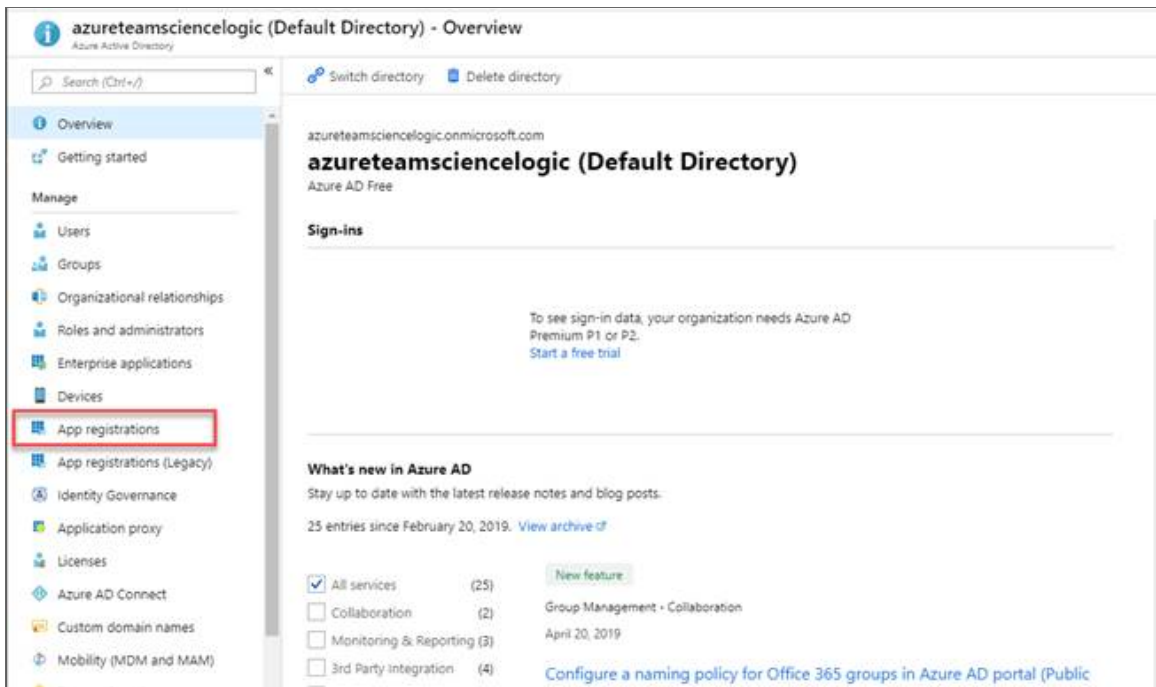 azureteamsciencelogic (Default Directory) - Overview
Azure Active Directory
Search (Ctrl+/)
«
Switch directory
Delete directory
Overview
Getting started
Manage
Users
Groups
Organizational relationships
Roles and administrators
Enterprise applications
Devices
App registrations
App registrations (Legacy)
Identity Governance
Application proxy
Licenses
Azure AD Connect
Custom domain names
Mobility (MDM and MAM)
azureteamsciencelogic.onmicrosoft.com
azureteamsciencelogic (Default Directory)
Azure AD Free
Sign-ins
To see sign-in data, your organization needs Azure AD
Premium P1 or P2.
Start a free trial
What's new in Azure AD
Stay up to date with the latest release notes and blog posts.
25 entries since February 20, 2019. View archive
All services (25)
Collaboration (2)
Monitoring & Reporting (3)
3rd Party Integration (4)
New feature
Group Management - Collaboration
April 20, 2019
Configure a naming policy for Office 365 groups in Azure AD portal (Public